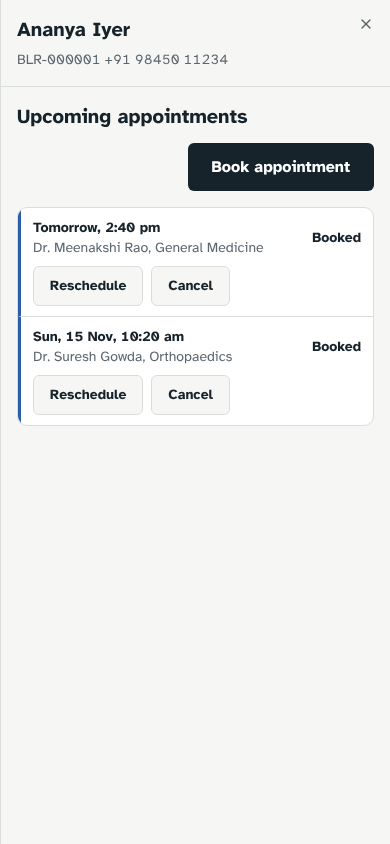 Ananya Iyer
×
BLR-000001 +91 98450 11234
Upcoming appointments
Book appointment
Tomorrow, 2:40 pm
Dr. Meenakshi Rao, General Medicine
Booked
Reschedule Cancel
Sun, 15 Nov, 10:20 am
Dr. Suresh Gowda, Orthopaedics
Booked
Reschedule Cancel